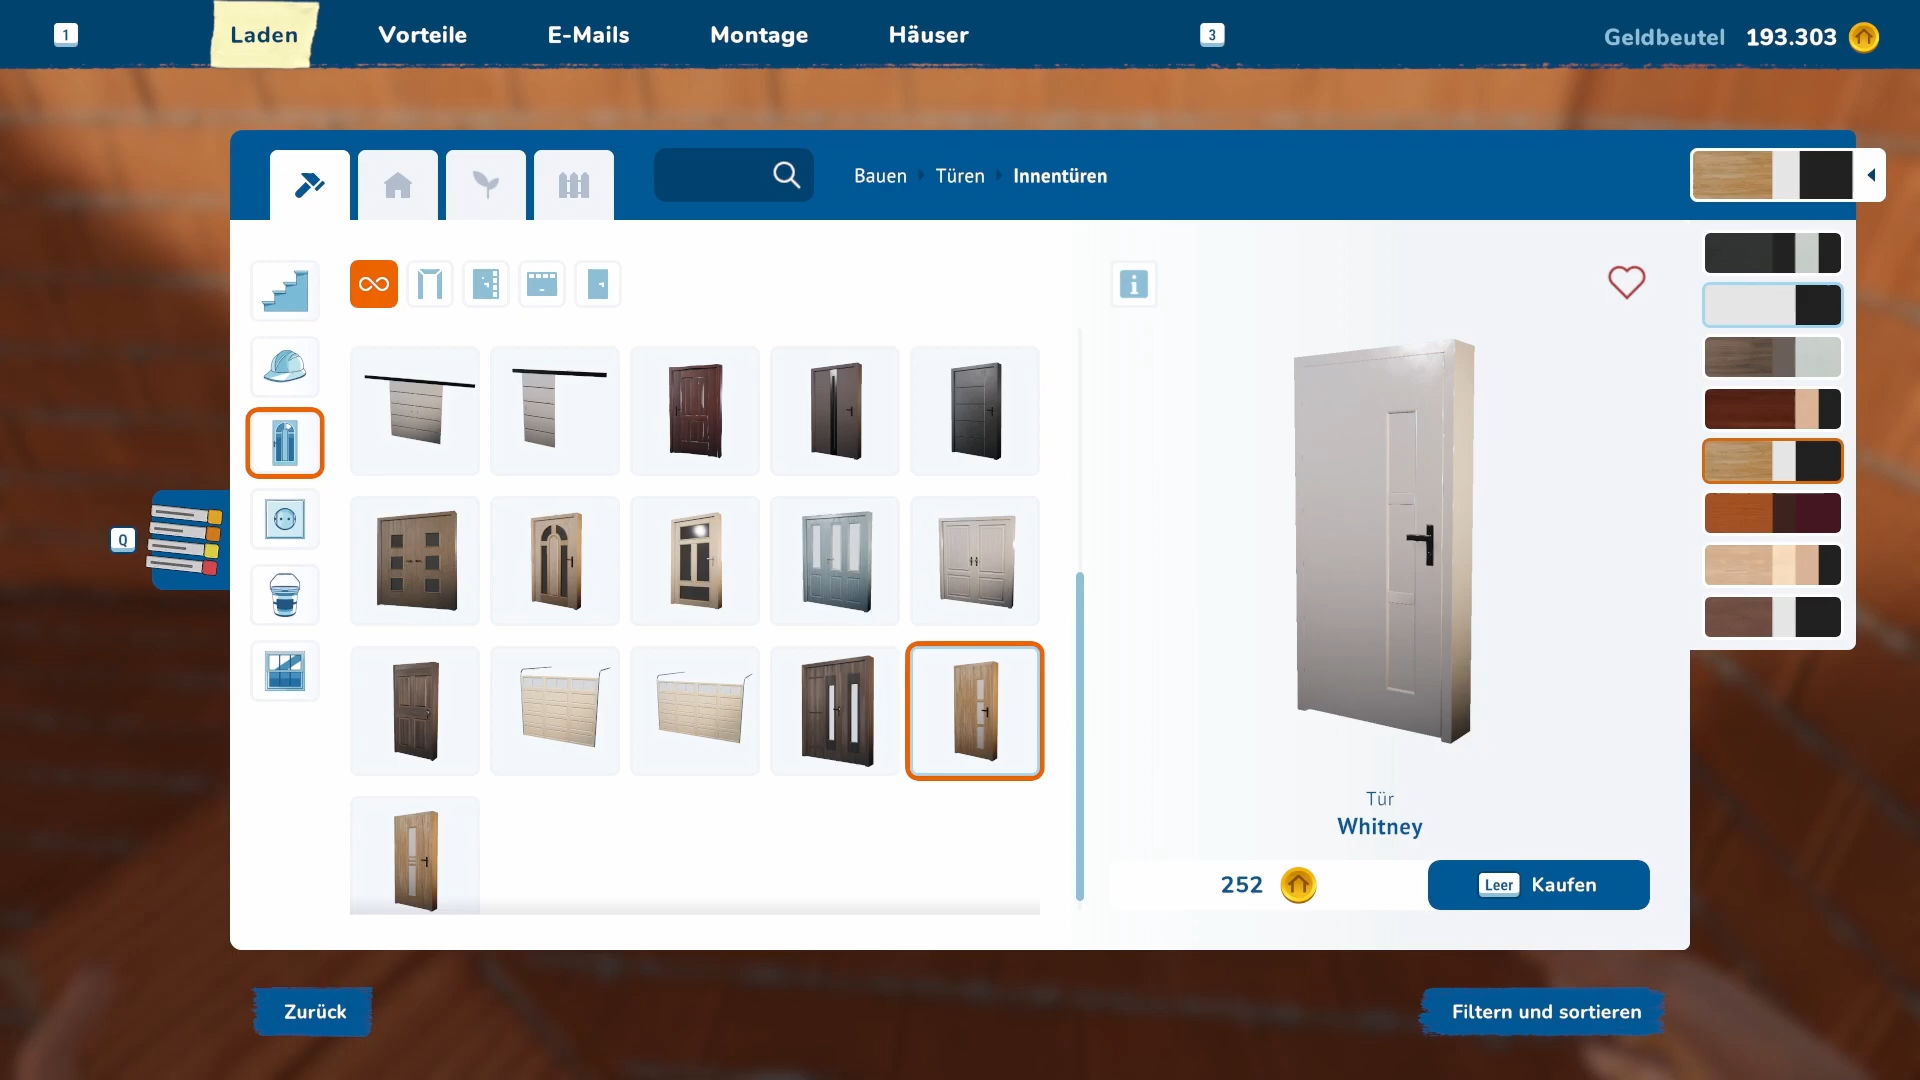 1
Laden
Vorteile
E-Mails
Montage
Häuser
3
Geldbeutel 193.303
Bauen
Türen
Innentüren
Q
Tür
Whitney
252
Leer Kaufen
Zurück
Filtern und sortieren